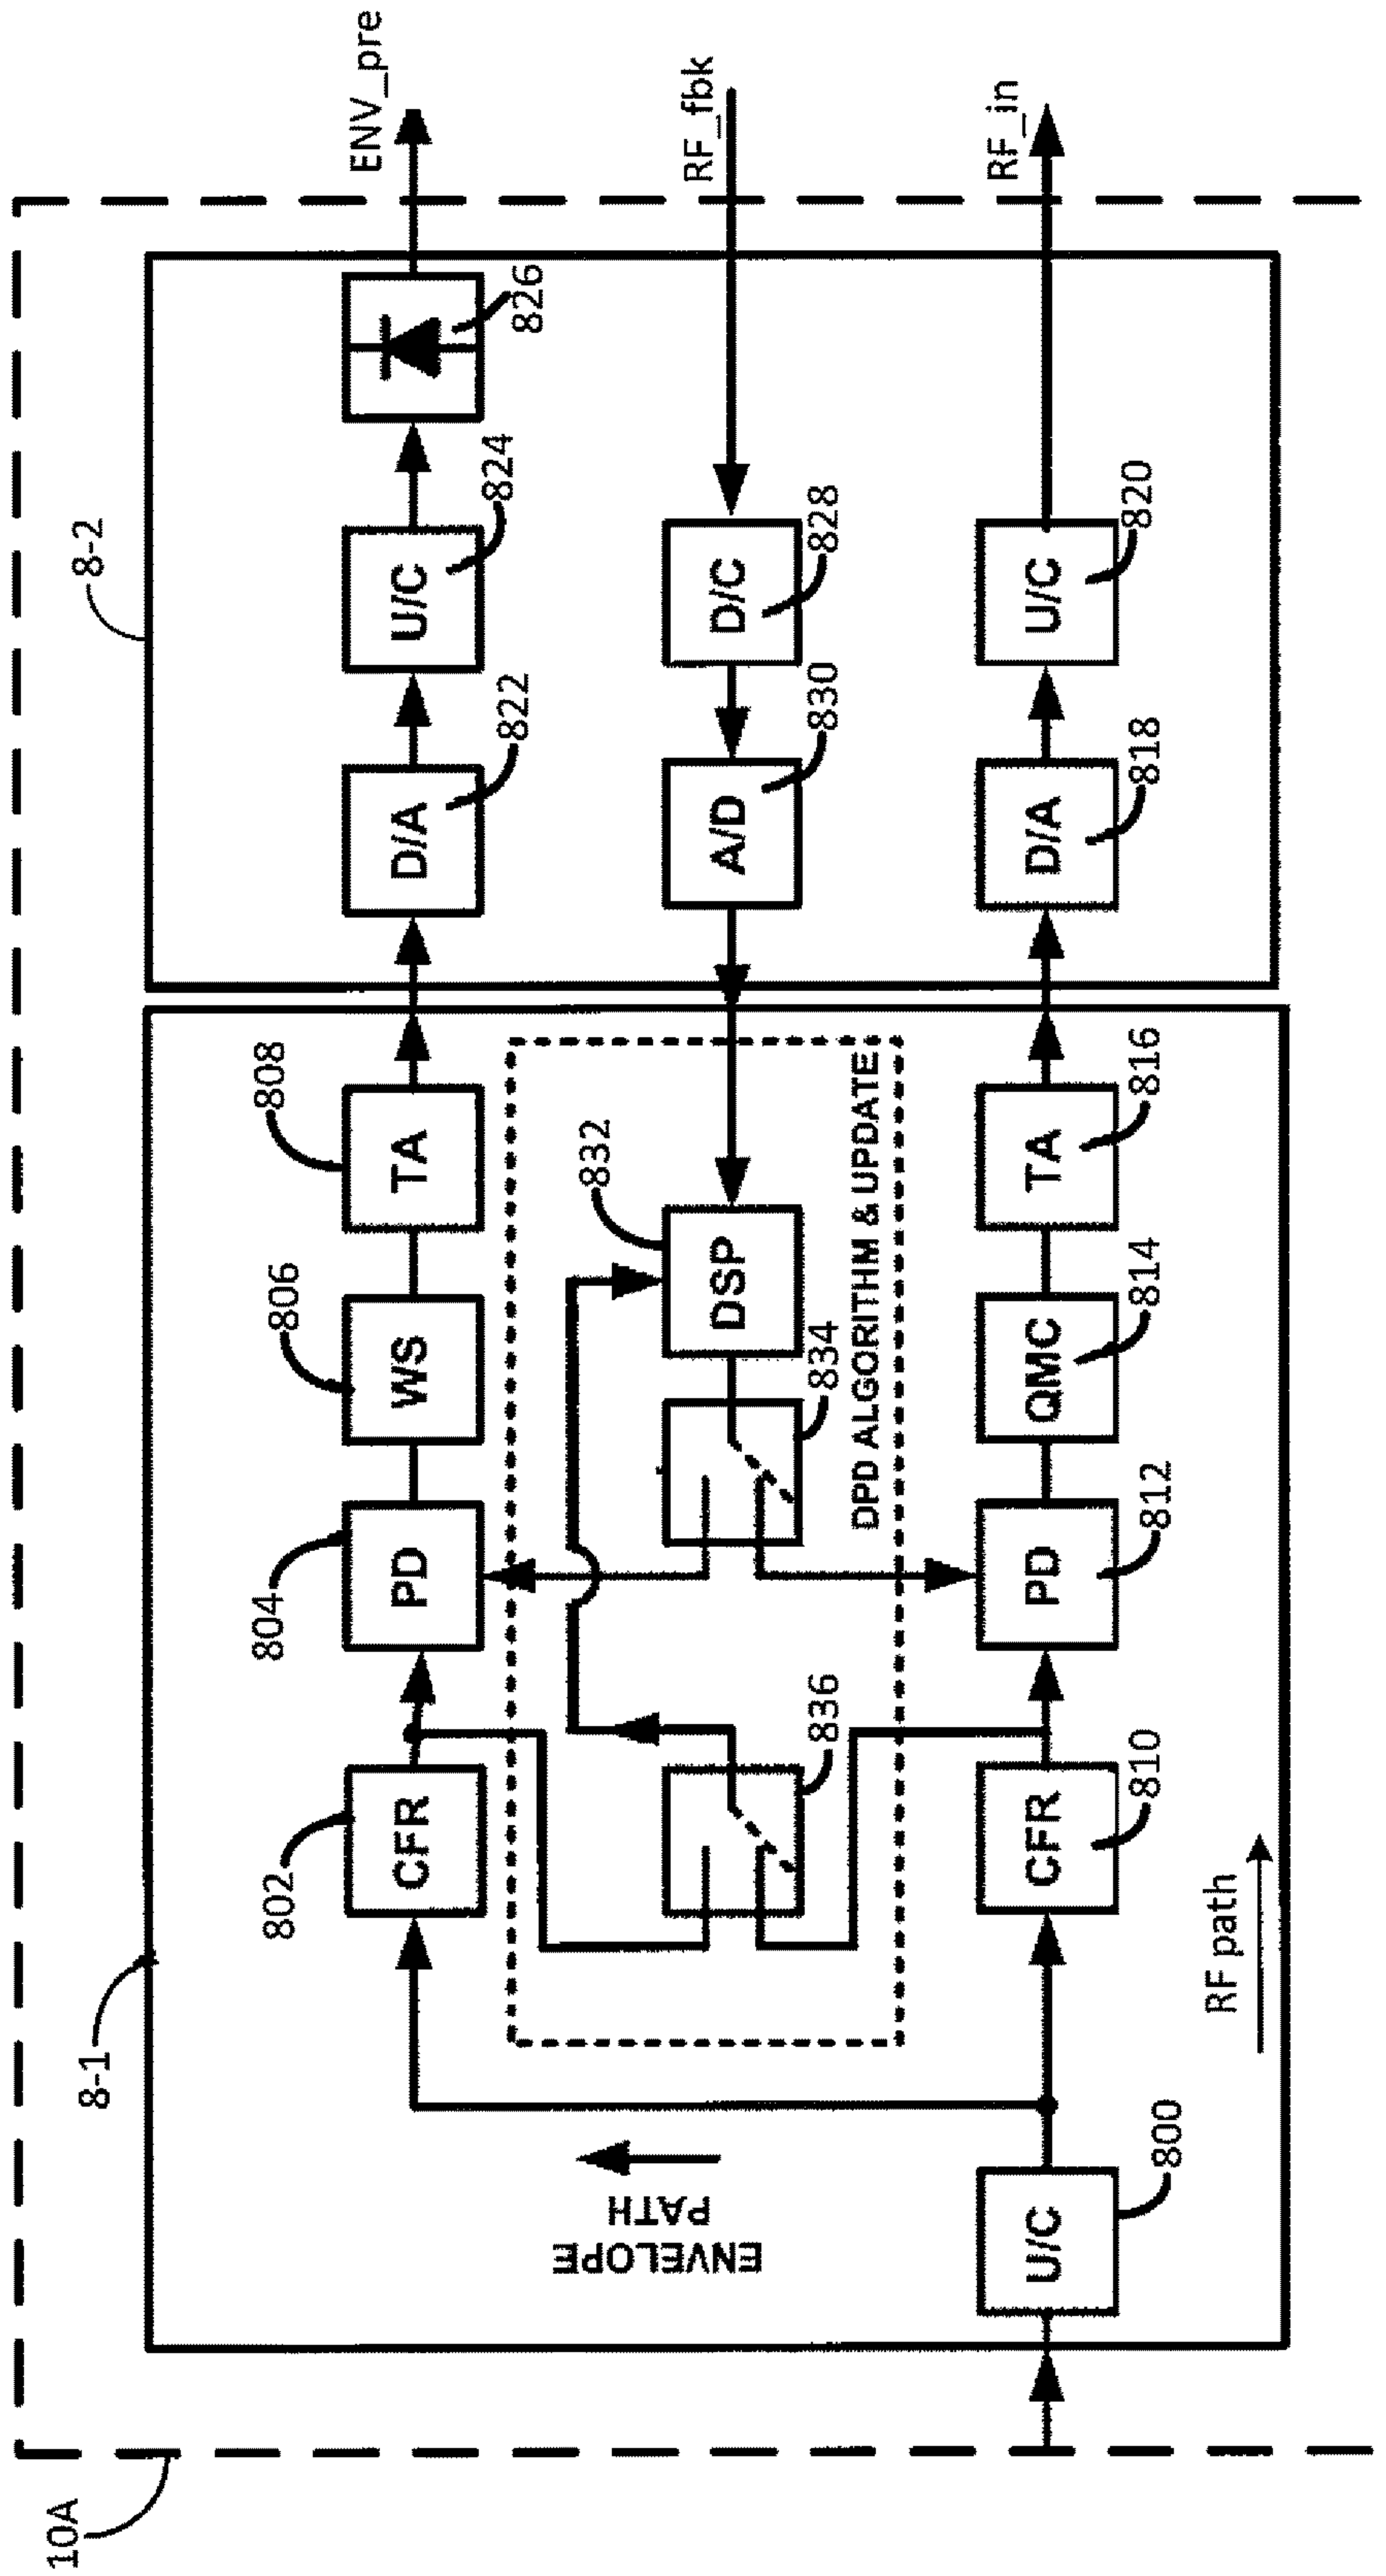 10A
8-1
8-2
802
CFR
804
PD
806
WS
808
TA
D/A
822
U/C
824
826
ENV_pre
ENVELOPE
PATH
836
834
832
DSP
DPD ALGORITHM & UPDATE
A/D
830
D/C
828
RF_fbk
U/C
800
CFR
810
PD
812
QMC
814
TA
816
D/A
818
U/C
820
RF_in
RF path